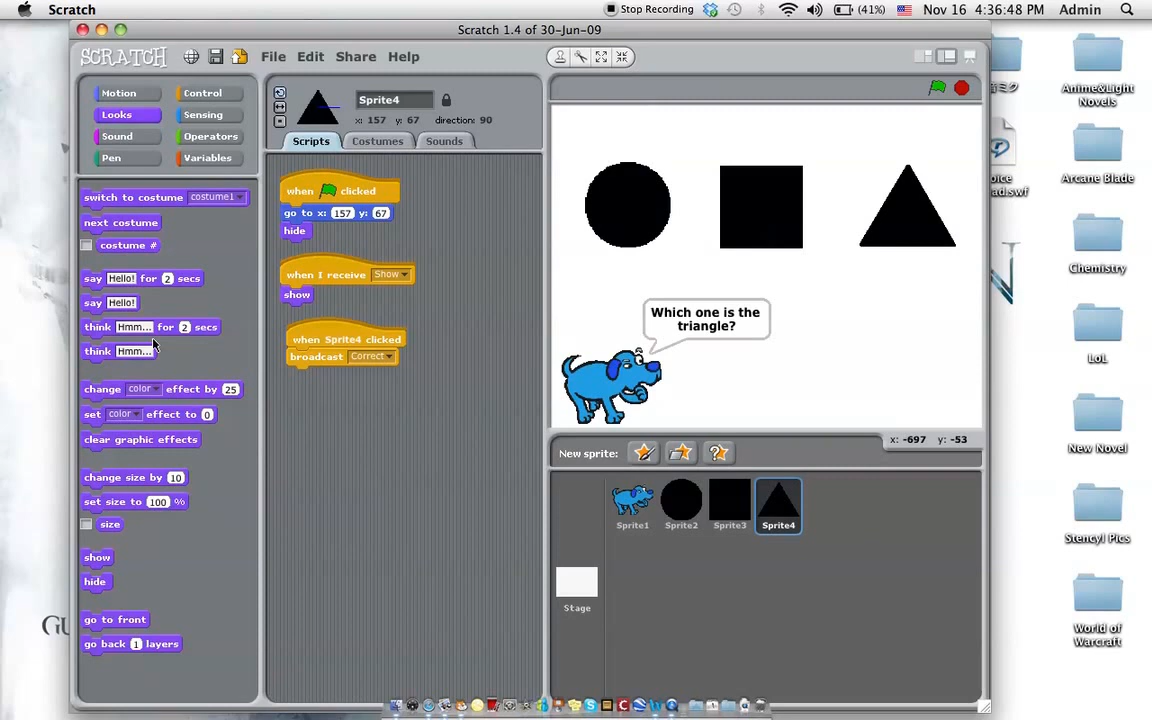 Scratch
Stop Recording
(41%)
Nov 16 4:36:48 PM Admin
Scratch 1.4 of 30-Jun-09
SCRATCH
File Edit Share Help
Motion Control
Looks Sensing
Sound Operators
Pen Variables
switch to costume costume1
next costume
costume #
say Hello! for 2 secs
say Hello!
think Hmm... for 2 secs
think Hmm...
change color effect by 25
set color effect to 0
clear graphic effects
change size by 10
set size to 100 %
size
show
hide
go to front
go back 1 layers
Sprite4
x: 157 y: 67 direction: 90
Scripts Costumes Sounds
when clicked
go to x: 157 y: 67
hide
when I receive Show
show
when Sprite4 clicked
broadcast Correct
Which one is the
triangle?
x: -697 y: -53
New sprite:
Sprite1 Sprite2 Sprite3 Sprite4
Stage
Anime&Light
Novels
Arcane Blade
Chemistry
LoL
New Novel
Stencyl Pics
World of
Warcraft